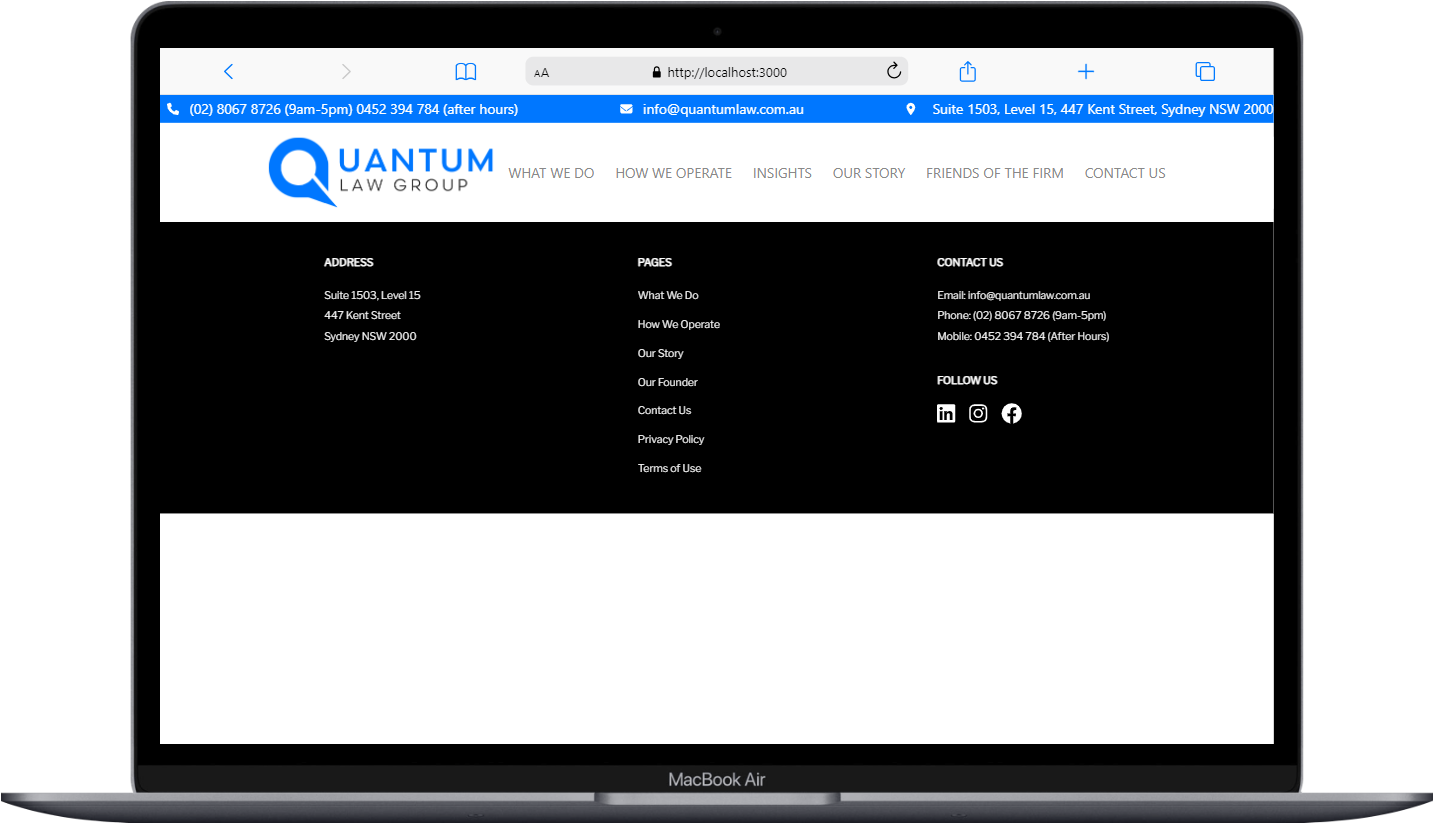 AA http://localhost:3000
(02) 8067 8726 (9am-5pm) 0452 394 784 (after hours) info@quantumlaw.com.au Suite 1503, Level 15, 447 Kent Street, Sydney NSW 2000
QUANTUM
LAW GROUP
WHAT WE DO HOW WE OPERATE INSIGHTS OUR STORY FRIENDS OF THE FIRM CONTACT US
ADDRESS
Suite 1503, Level 15
447 Kent Street
Sydney NSW 2000
PAGES
What We Do
How We Operate
Our Story
Our Founder
Contact Us
Privacy Policy
Terms of Use
CONTACT US
Email: info@quantumlaw.com.au
Phone: (02) 8067 8726 (9am-5pm)
Mobile: 0452 394 784 (After Hours)
FOLLOW US
in
MacBook Air